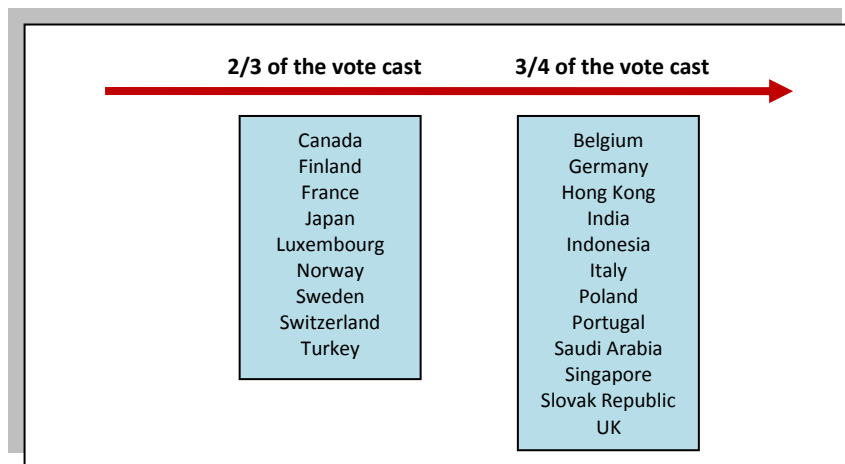 2/3 of the vote cast
3/4 of the vote cast
Canada
Finland
France
Japan
Luxembourg
Norway
Sweden
Switzerland
Turkey
Belgium
Germany
Hong Kong
India
Indonesia
Italy
Poland
Portugal
Saudi Arabia
Singapore
Slovak Republic
UK